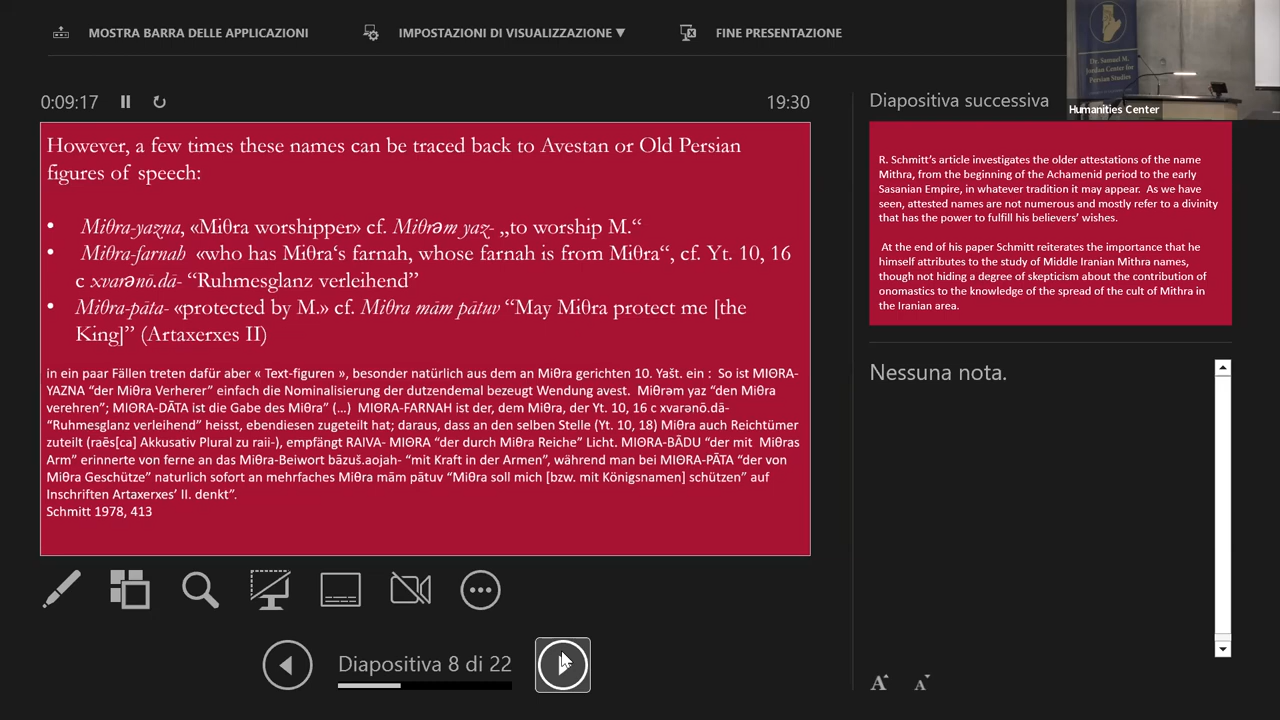 MOSTRA BARRA DELLE APPLICAZIONI
IMPOSTAZIONI DI VISUALIZZAZIONE ▼
FINE PRESENTAZIONE
Dr. Samuel M.
Jordan Center for
Persian Studies
Humanities Center
0:09:17
19:30
However, a few times these names can be traced back to Avestan or Old Persian
figures of speech:
• Miθra-yazna, «Miθra worshipper» cf. Miθrəm yaz- „to worship M.“
• Miθra-farnah «who has Miθra‘s farnah, whose farnah is from Miθra“, cf. Yt. 10, 16
c xvarənō.dā- “Ruhmesglanz verleihend”
• Miθra-pāta- «protected by M.» cf. Miθra mām pātuv “May Miθra protect me [the
King]” (Artaxerxes II)
in ein paar Fällen treten dafür aber « Text-figuren », besonder natürlich aus dem an Miθra gerichten 10. Yašt. ein : So ist MIΘRA-
YAZNA “der Miθra Verherer” einfach die Nominalisierung der dutzendemal bezeugt Wendung avest. Miθrəm yaz “den Miθra
verehren”; MIΘRA-DĀTA ist die Gabe des Miθra” (…) MIΘRA-FARNAH ist der, dem Miθra, der Yt. 10, 16 c xvarənō.dā-
“Ruhmesglanz verleihend” heisst, ebendiesen zugeteilt hat; daraus, dass an den selben Stelle (Yt. 10, 18) Miθra auch Reichtümer
zuteilt (raēs[ca] Akkusativ Plural zu raii-), empfängt RAIVA- MIΘRA “der durch Miθra Reiche” Licht. MIΘRA-BĀDU “der mit Miθras
Arm” erinnerte von ferne an das Miθra-Beiwort bāzuš.aojah- “mit Kraft in der Armen”, während man bei MIΘRA-PĀTA “der von
Miθra Geschütze” naturlich sofort an mehrfaches Miθra mām pātuv “Miθra soll mich [bzw. mit Königsnamen] schützen” auf
Inschriften Artaxerxes’ II. denkt”.
Schmitt 1978, 413
Diapositiva 8 di 22
Diapositiva successiva
R. Schmitt’s article investigates the older attestations of the name
Mithra, from the beginning of the Achamenid period to the early
Sasanian Empire, in whatever tradition it may appear. As we have
seen, attested names are not numerous and mostly refer to a divinity
that has the power to fulfill his believers’ wishes.
At the end of his paper Schmitt reiterates the importance that he
himself attributes to the study of Middle Iranian Mithra names,
though not hiding a degree of skepticism about the contribution of
onomastics to the knowledge of the spread of the cult of Mithra in
the Iranian area.
Nessuna nota.
A A